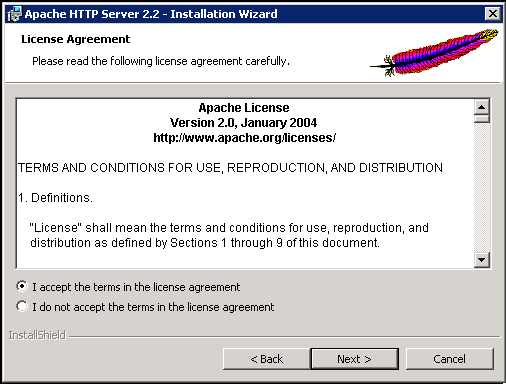 Apache HTTP Server 2.2 - Installation Wizard
License Agreement
Please read the following license agreement carefully.
Apache License
Version 2.0, January 2004
http://www.apache.org/licenses/
TERMS AND CONDITIONS FOR USE, REPRODUCTION, AND DISTRIBUTION
1. Definitions.
"License" shall mean the terms and conditions for use, reproduction, and
distribution as defined by Sections 1 through 9 of this document.
I accept the terms in the license agreement
I do not accept the terms in the license agreement
InstallShield
< Back Next > Cancel